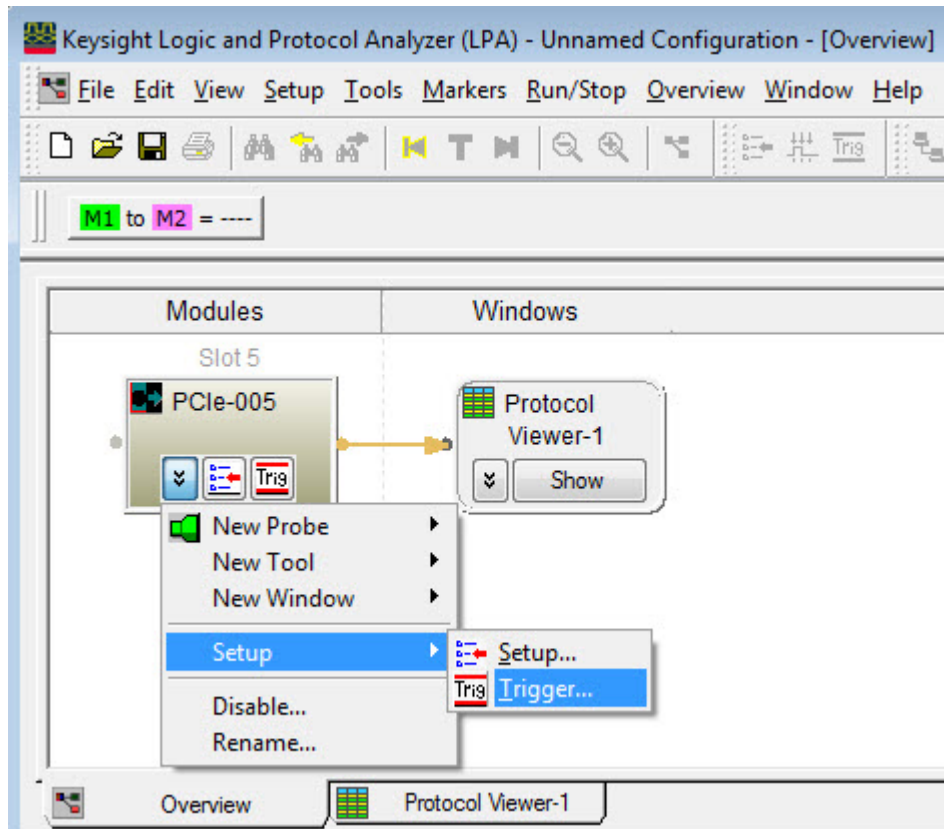 Keysight Logic and Protocol Analyzer (LPA) - Unnamed Configuration - [Overview]
File Edit View Setup Tools Markers Run/Stop Overview Window Help
T Trig
M1 to M2 = ----
Modules Windows
Slot 5
PCIe-005
Trig
Protocol
Viewer-1
Show
New Probe
New Tool
New Window
Setup
Disable...
Rename...
Setup...
Trig Trigger...
Overview Protocol Viewer-1